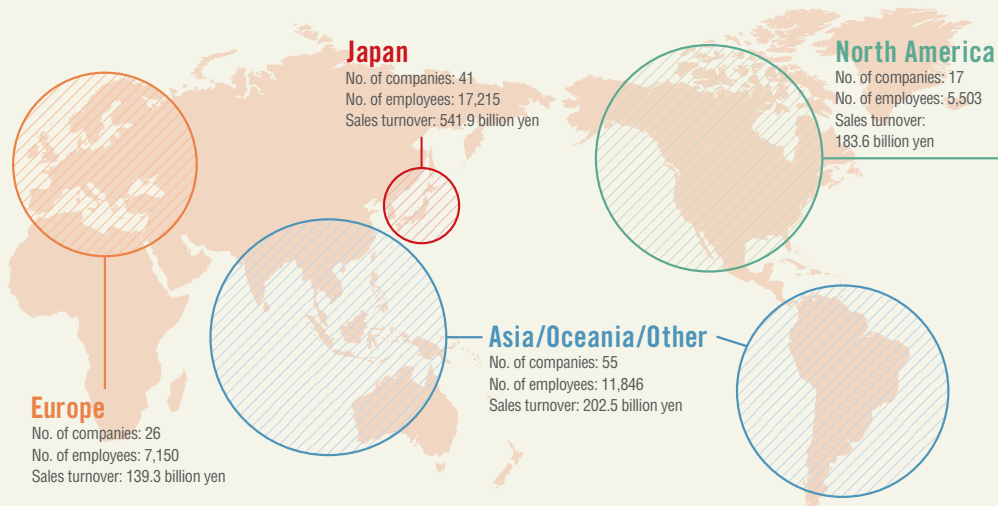 Japan
No. of companies: 41
No. of employees: 17,215
Sales turnover: 541.9 billion yen
North America
No. of companies: 17
No. of employees: 5,503
Sales turnover:
183.6 billion yen
Asia/Oceania/Other
No. of companies: 55
No. of employees: 11,846
Sales turnover: 202.5 billion yen
Europe
No. of companies: 26
No. of employees: 7,150
Sales turnover: 139.3 billion yen